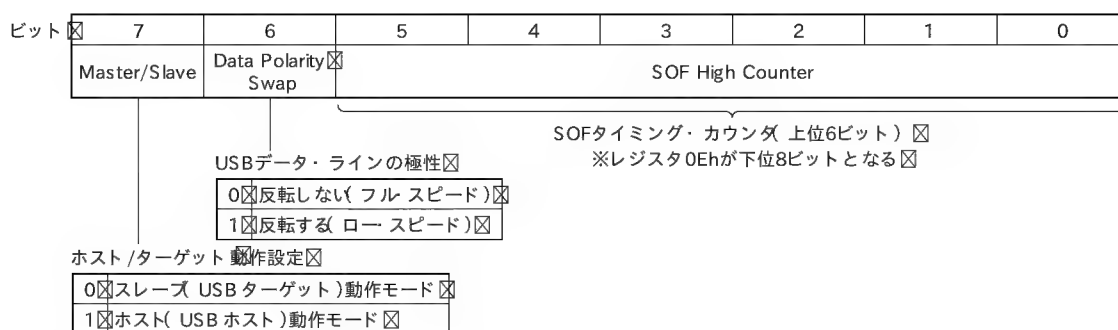 ビット 7 6 5 4 3 2 1 0
Master/Slave Data Polarity Swap SOF High Counter
SOFタイミング・カウンタ(上位6ビット)
※レジスタ0Ehが下位8ビットとなる
USBデータ・ラインの極性
0 反転しない(フル・スピード)
1 反転する(ロー・スピード)
ホスト/ターゲット動作設定
0 スレーブ(USBターゲット)動作モード
1 ホスト(USBホスト)動作モード